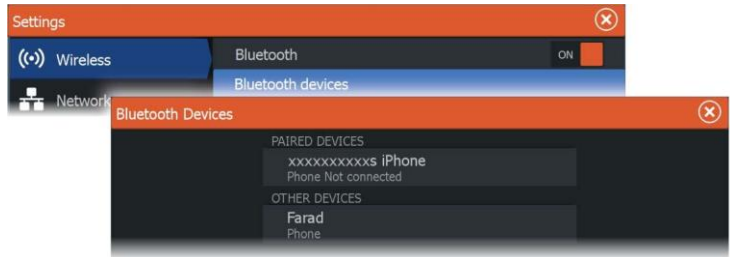 Settings
Wireless
Bluetooth
ON
Bluetooth devices
Network
Bluetooth Devices
PAIRED DEVICES
xxxxxxxxxxs iPhone
Phone Not connected
OTHER DEVICES
Farad
Phone